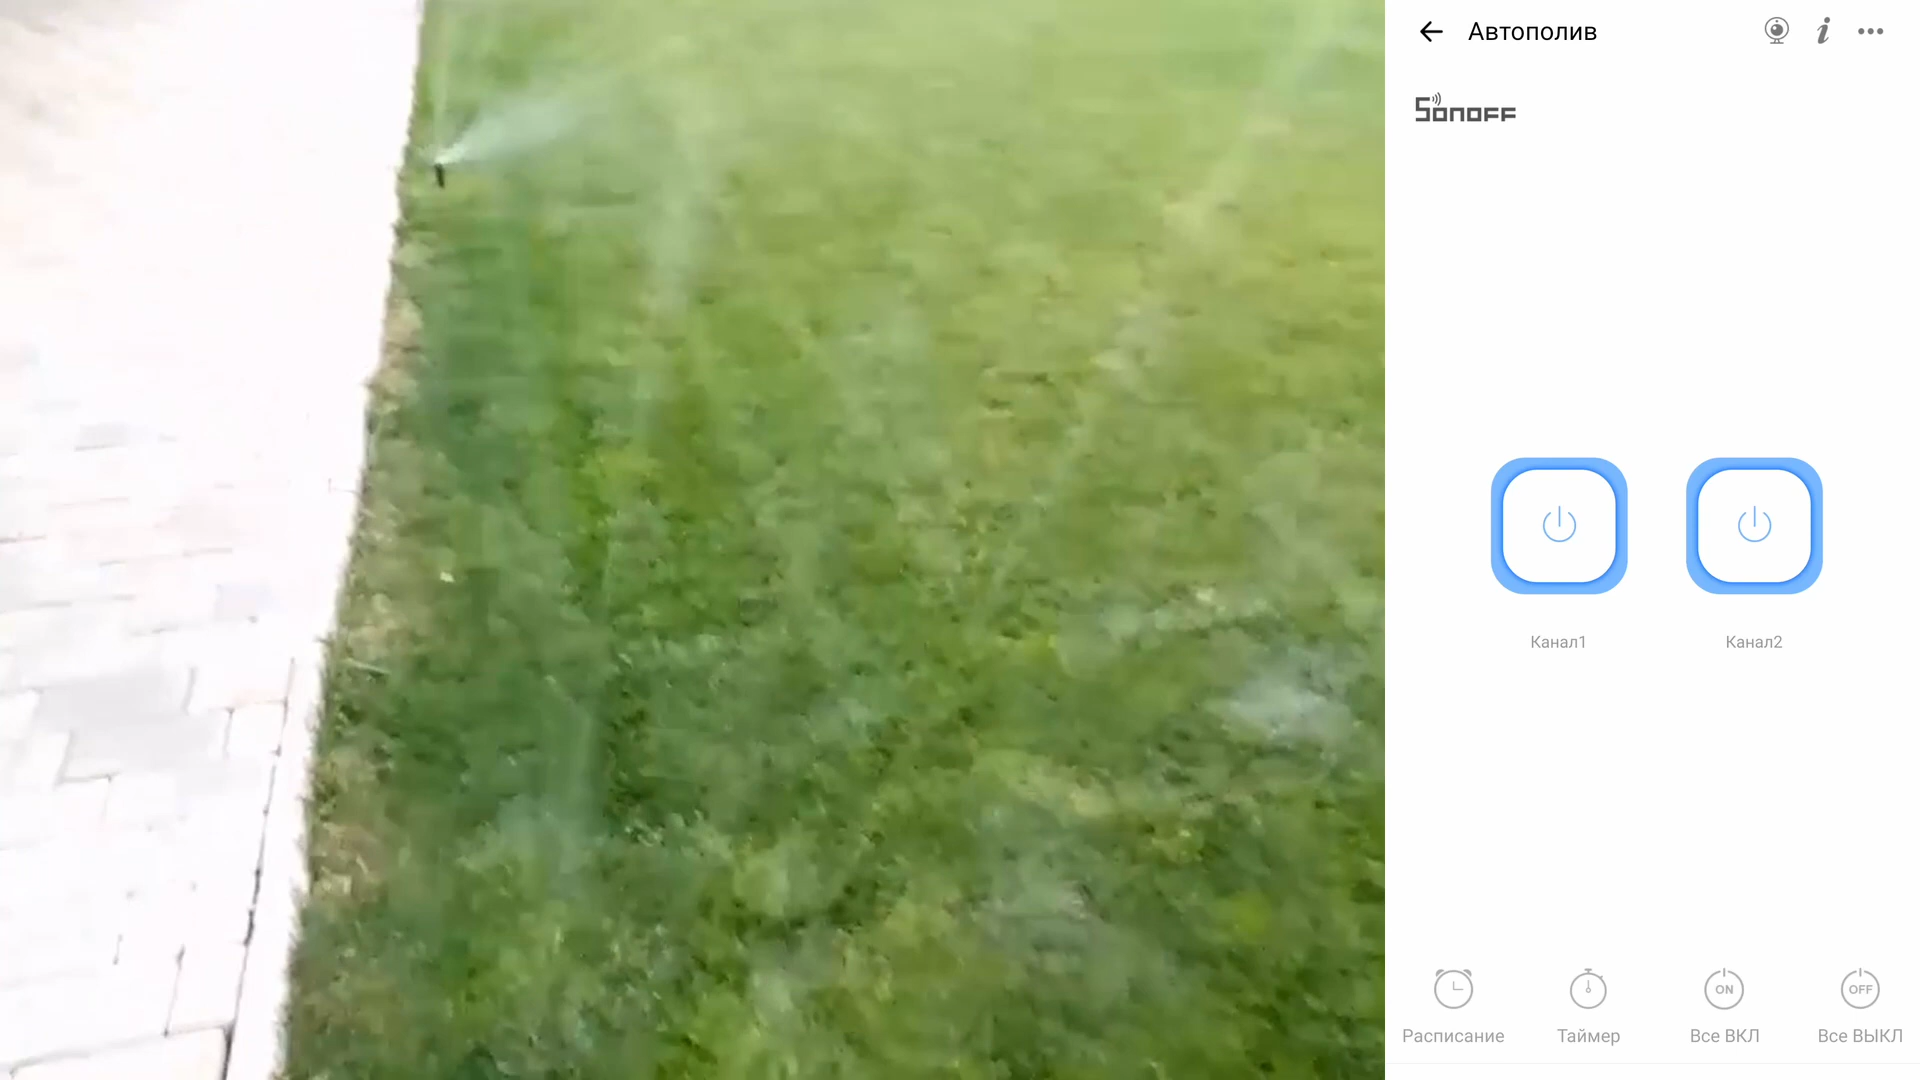 Автополив
SONOFF
Канал1
Канал2
ON
OFF
Расписание
Таймер
Все ВКЛ
Все ВЫКЛ